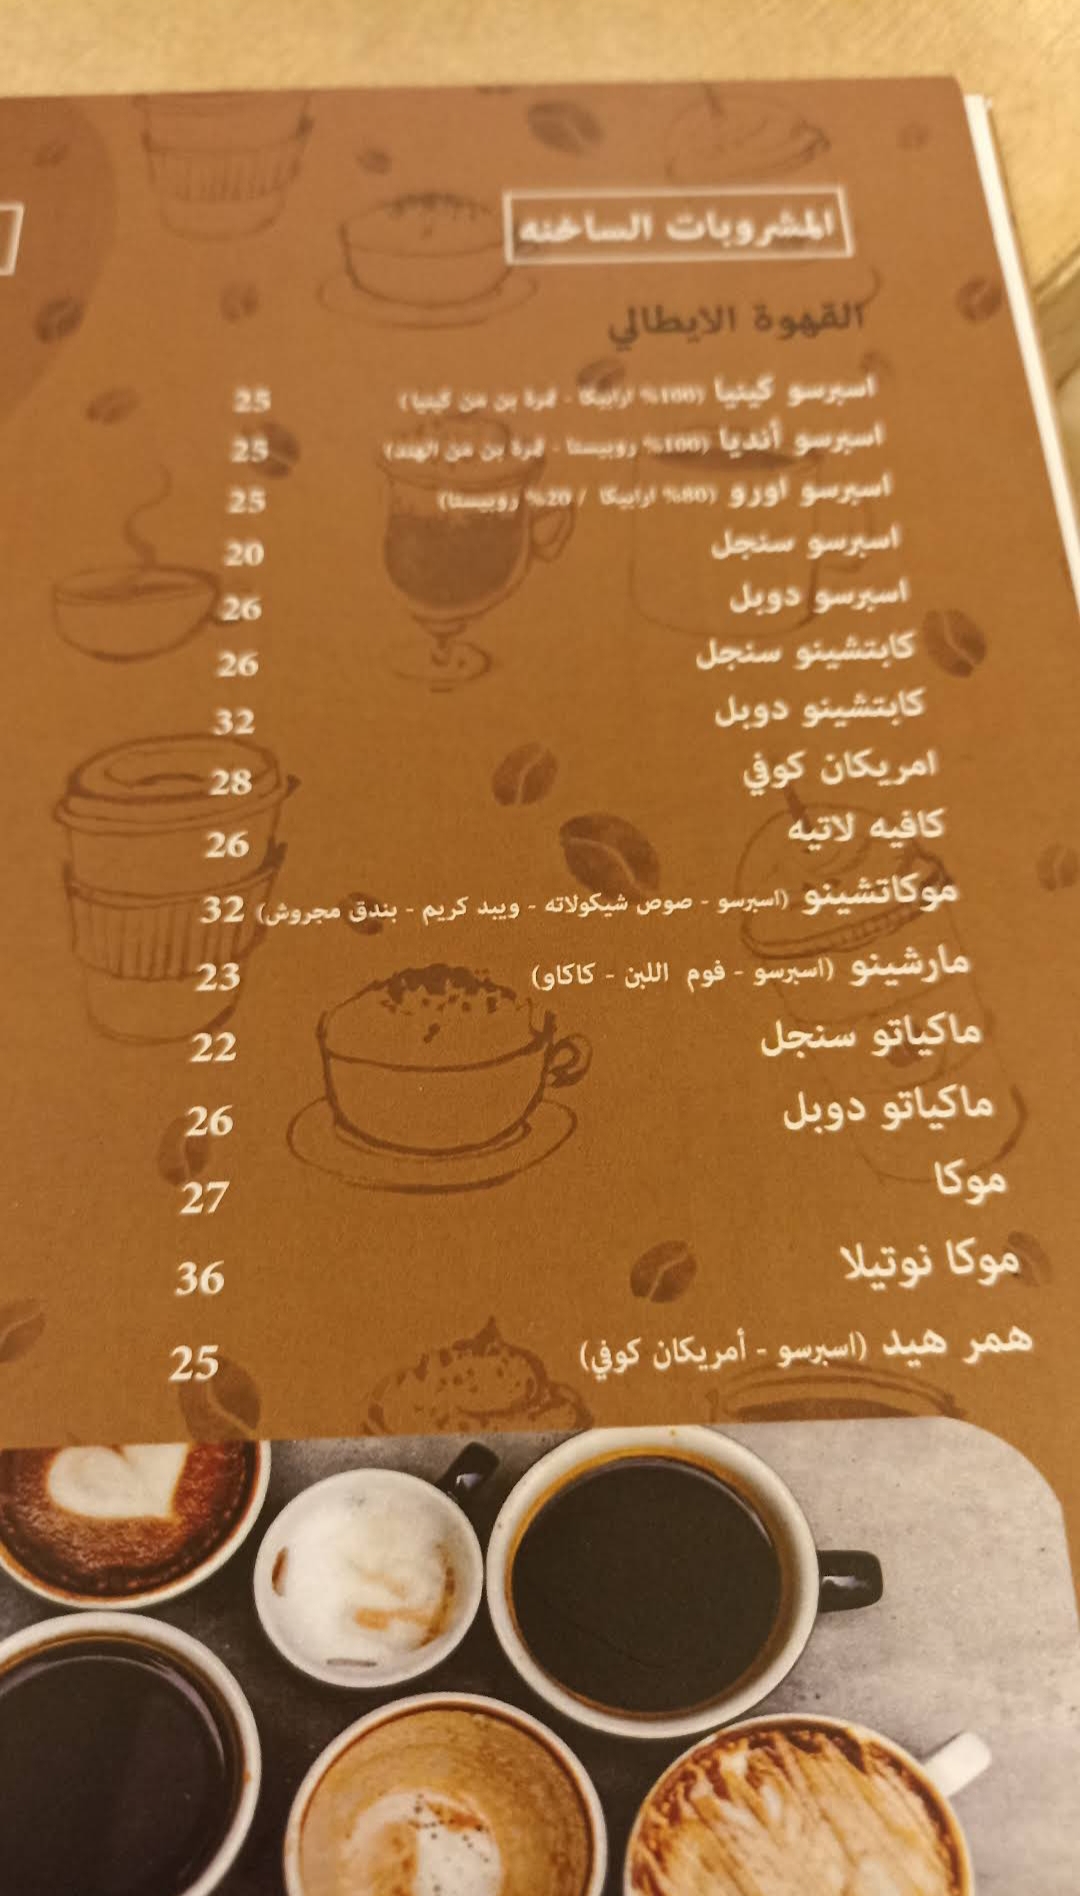 المشروبات الساخنه
القهوة الايطالي
اسبرسو كينيا (100% ارابيكا - ثمرة بن من كينيا) 25
اسبرسو أنديا (100% روبيستا - ثمرة بن من الهند) 25
اسبرسو اورو (80% ارابيكا / 20% روبيستا) 25
اسبرسو سنجل 20
اسبرسو دوبل 26
كابتشينو سنجل 26
كابتشينو دوبل 32
امريكان كوفي 28
كافيه لاتيه 26
موكاتشينو (اسبرسو - صوص شيكولاته - ويبد كريم - بندق مجروش) 32
مارشينو (اسبرسو - فوم اللبن - كاكاو) 23
ماكياتو سنجل 22
ماكياتو دوبل 26
موكا 27
موكا نوتيلا 36
همر هيد (اسبرسو - أمريكان كوفي) 25